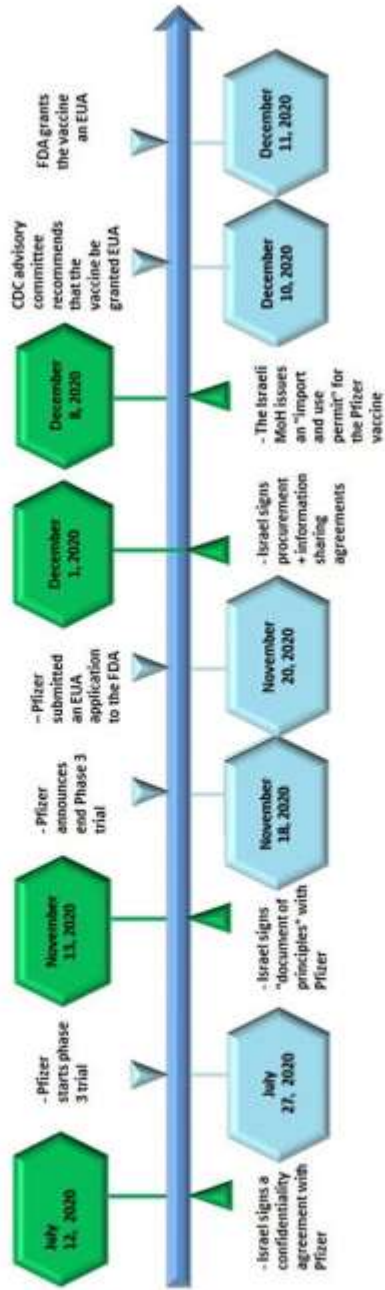 July
12, 2020
- Israel signs a
confidentiality
agreement with
Pfizer
- Pfizer
starts phase
3 trial
July
27, 2020
November
13, 2020
- Israel signs
"document of
principles" with
Pfizer
- Pfizer
announces
end Phase 3
trial
November
18, 2020
– Pfizer
submitted
an EUA
application
to the FDA
November
20, 2020
December
1, 2020
- Israel signs
procurement
+ information
sharing
agreements
December
8, 2020
- The Israeli
MoH issues
an "import
and use
permit" for
the Pfizer
vaccine
CDC advisory
committee
recommends
that the
vaccine be
granted EUA
December
10, 2020
FDA grants
the vaccine
an EUA
December
11, 2020